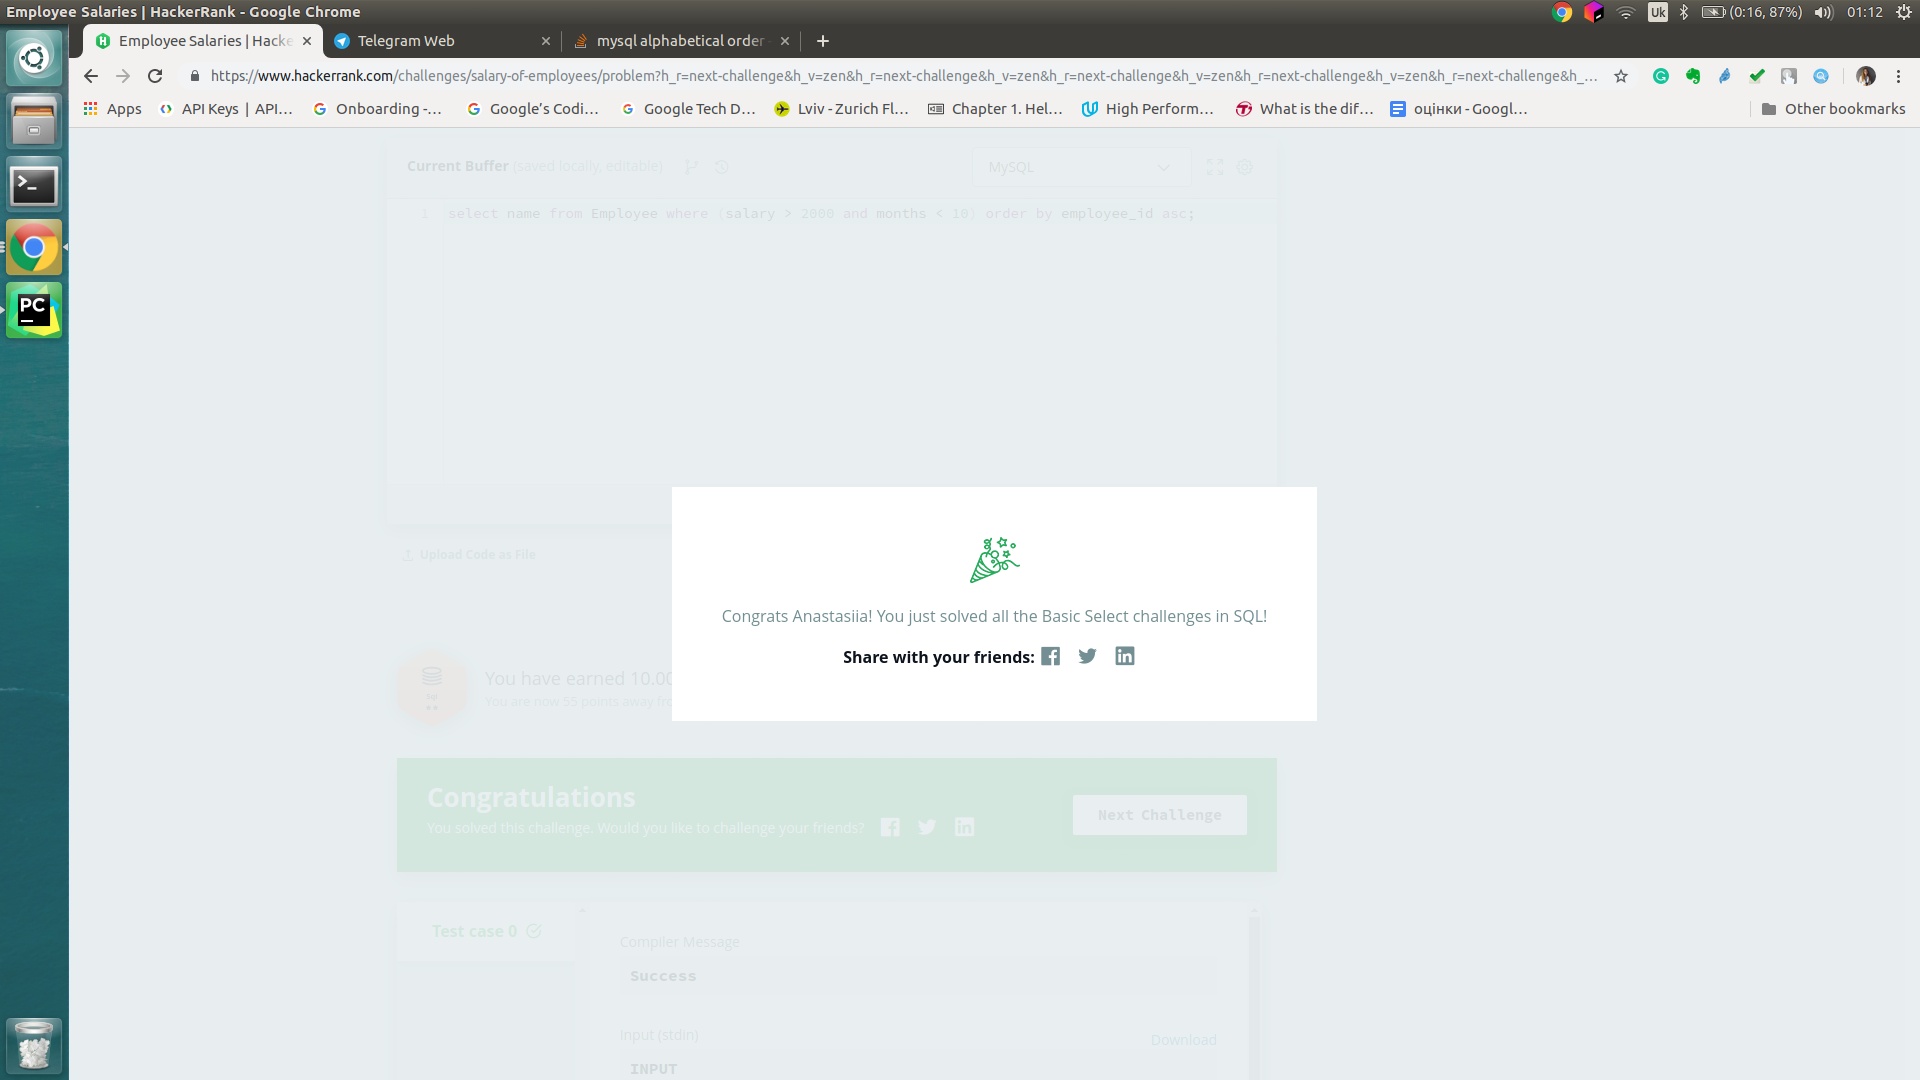 Employee Salaries | HackerRank - Google Chrome
Uk
(0:16, 87%)
01:12
Employee Salaries | Hacke
Telegram Web
mysql alphabetical order
https://www.hackerrank.com/challenges/salary-of-employees/problem?h_r=next-challenge&h_v=zen&h_r=next-challenge&h_v=zen&h_r=next-challenge&h_v=zen&h_r=next-challenge&h_v=zen&h_r=next-challenge&h_...
Apps
API Keys | API...
Onboarding -...
Google's Codi...
Google Tech D...
Lviv - Zurich Fl...
Chapter 1. Hel...
High Perform...
What is the dif...
оцінки - Googl...
Other bookmarks
Current Buffer (saved locally, editable)
MySQL
1 select name from Employee where (salary > 2000 and months < 10) order by employee_id asc;
PC
Upload Code as File
Congrats Anastasiia! You just solved all the Basic Select challenges in SQL!
Share with your friends:
You have earned 10.00
You are now 55 points away fro
Congratulations
You solved this challenge. Would you like to challenge your friends?
Next Challenge
Test case 0
Compiler Message
Success
Input (stdin)
Download
INPUT